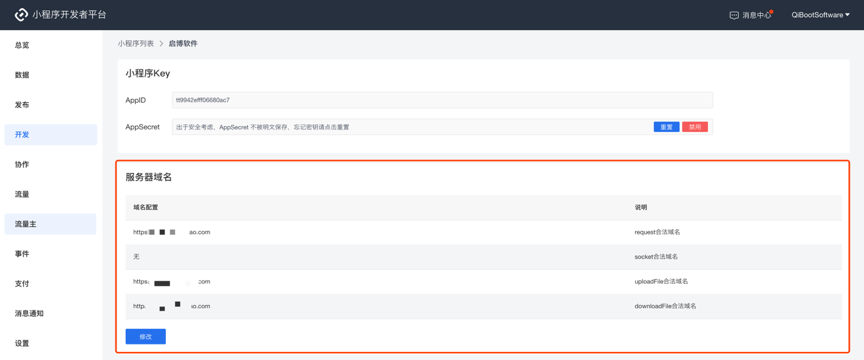 小程序开发者平台
消息中心
QiBootSoftware
总览
数据
发布
开发
协作
流量
流量主
事件
支付
消息通知
设置
小程序列表 > 启博软件
小程序Key
AppID
tt9942efff06680ac7
AppSecret
出于安全考虑，AppSecret 不被明文保存，忘记密钥请点击重置
重置
禁用
服务器域名
域名配置
说明
https ao.com
request合法域名
无
socket合法域名
https: .com
uploadFile合法域名
http. o.com
downloadFile合法域名
修改